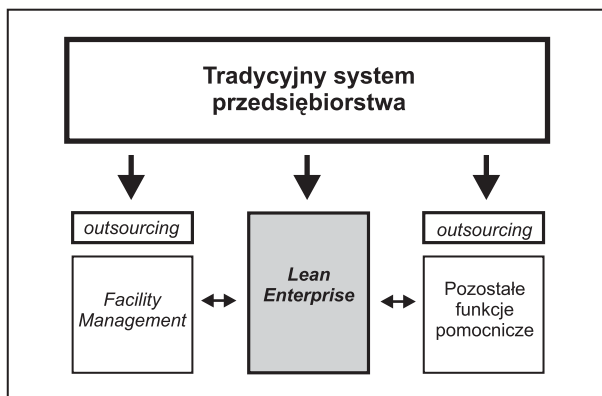 Tradycyjny system
przedsiębiorstwa
outsourcing
outsourcing
Facility
Management
Lean
Enterprise
Pozostałe
funkcje
pomocnicze